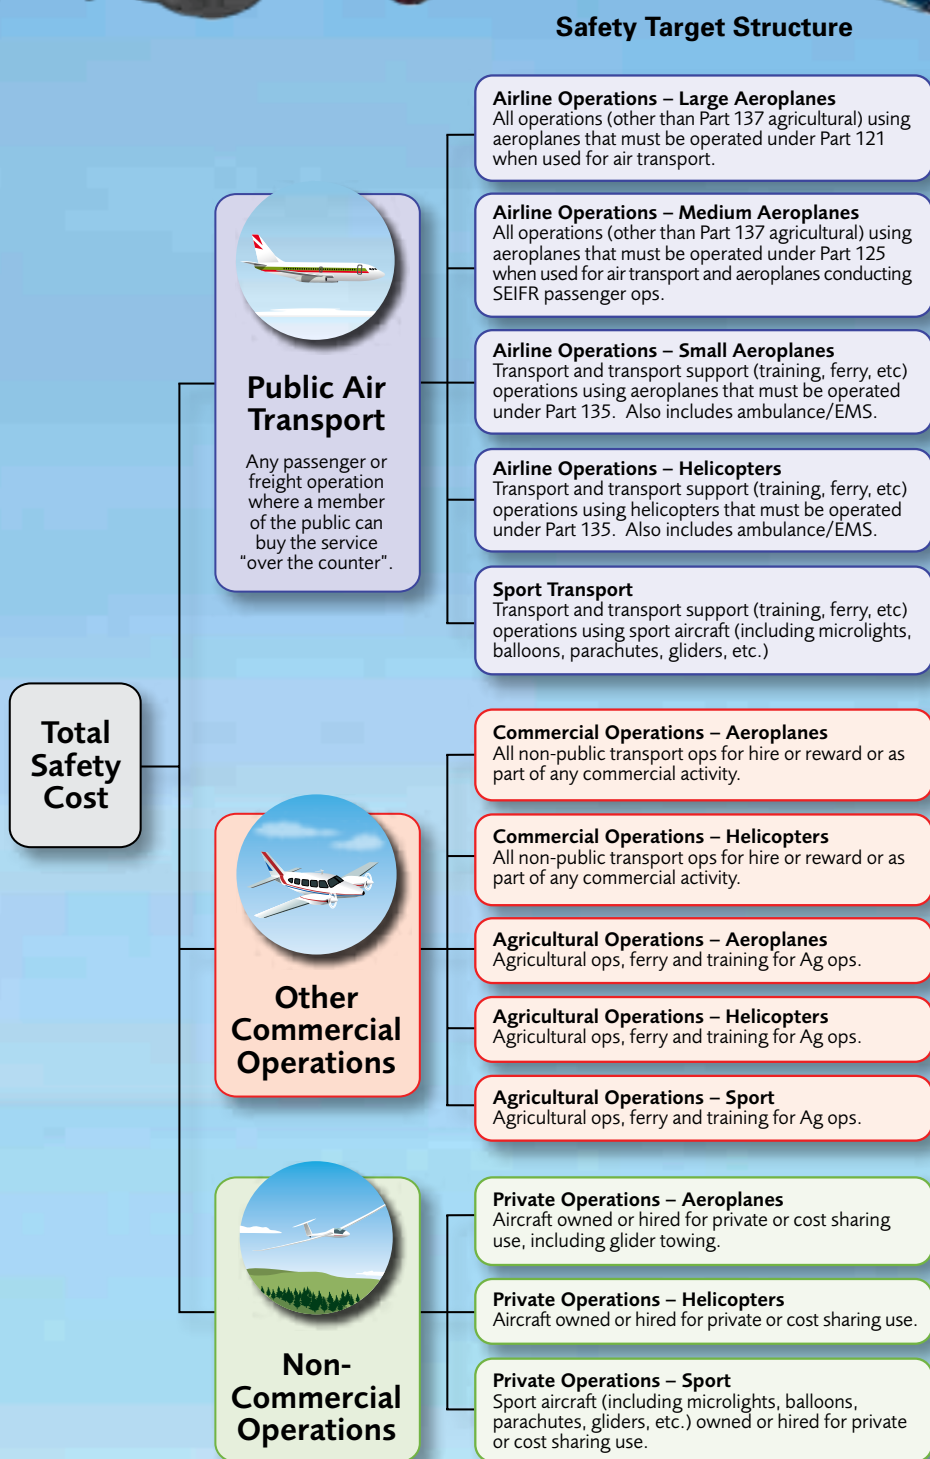 Safety Target Structure
Airline Operations – Large Aeroplanes
All operations (other than Part 137 agricultural) using
aeroplanes that must be operated under Part 121
when used for air transport.
Airline Operations – Medium Aeroplanes
All operations (other than Part 137 agricultural) using
aeroplanes that must be operated under Part 125
when used for air transport and aeroplanes conducting
SEIFR passenger ops.
Airline Operations – Small Aeroplanes
Transport and transport support (training, ferry, etc)
operations using aeroplanes that must be operated
under Part 135.  Also includes ambulance/EMS.
Airline Operations – Helicopters
Transport and transport support (training, ferry, etc)
operations using helicopters that must be operated
under Part 135.  Also includes ambulance/EMS.
Sport Transport
Transport and transport support (training, ferry, etc)
operations using sport aircraft (including microlights,
balloons, parachutes, gliders, etc.)
Public Air
Transport
Any passenger or
freight operation
where a member
of the public can
buy the service
“over the counter”.
Total
Safety
Cost
Commercial Operations – Aeroplanes
All non-public transport ops for hire or reward or as
part of any commercial activity.
Commercial Operations – Helicopters
All non-public transport ops for hire or reward or as
part of any commercial activity.
Agricultural Operations – Aeroplanes
Agricultural ops, ferry and training for Ag ops.
Agricultural Operations – Helicopters
Agricultural ops, ferry and training for Ag ops.
Agricultural Operations – Sport
Agricultural ops, ferry and training for Ag ops.
Other
Commercial
Operations
Private Operations – Aeroplanes
Aircraft owned or hired for private or cost sharing
use, including glider towing.
Private Operations – Helicopters
Aircraft owned or hired for private or cost sharing use.
Private Operations – Sport
Sport aircraft (including microlights, balloons,
parachutes, gliders, etc.) owned or hired for private
or cost sharing use.
Non-
Commercial
Operations